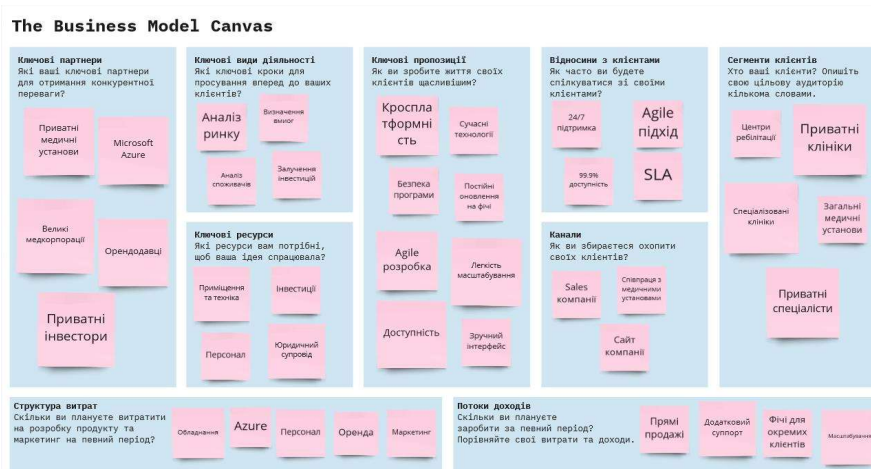 The Business Model Canvas
Ключові партнери
Які ваші ключові партнери
для отримання конкурентної
переваги?
Приватні
медичні
установи
Microsoft
Azure
Великі
медкорпорації
Орендодавці
Приватні
інвестори
Ключові види діяльності
Які ключові кроки для
просування вперед до ваших
клієнтів?
Аналіз
ринку
Визначення
вмиог
Аналіз
споживачів
Залучення
інвестицій
Ключові ресурси
Які ресурси вам потрібні,
щоб ваша ідея спрацювала?
Приміщення
та техніка
Інвестиції
Персонал
Юридичний
супровід
Ключові пропозиції
Як ви зробите життя своїх
клієнтів щасливішим?
Кроспла
тформні
сть
Сучасні
технології
Безпека
програми
Постійні
оновлення
на фічі
Agile
розробка
Легкість
масштабування
Доступність
Зручний
інтерфейс
Відносини з клієнтами
Як часто ви будете
спілкуватися зі своїми
клієнтами?
24/7
підтримка
Agile
підхід
99.9%
доступність
SLA
Канали
Як ви збираєтеся охопити
своїх клієнтів?
Sales
компанії
Співпраця з
медичними
установами
Сайт
компанії
Сегменти клієнтів
Хто ваші клієнти? Опишіть
свою цільову аудиторію
кількома словами.
Центри
ребілітації
Приватні
клініки
Спеціалізовані
клініки
Загальні
медичні
установи
Приватні
спеціалісти
Структура витрат
Скільки ви плануєте витратити
на розробку продукту та
маркетинг на певний період?
Обладнання
Azure
Персонал
Оренда
Маркетинг
Потоки доходів
Скільки ви плануєте
заробити за певний період?
Порівняйте свої витрати та доходи.
Прямі
продажі
Додатковий
суппорт
Фічі для
окремих
клієнтів
Масштабування